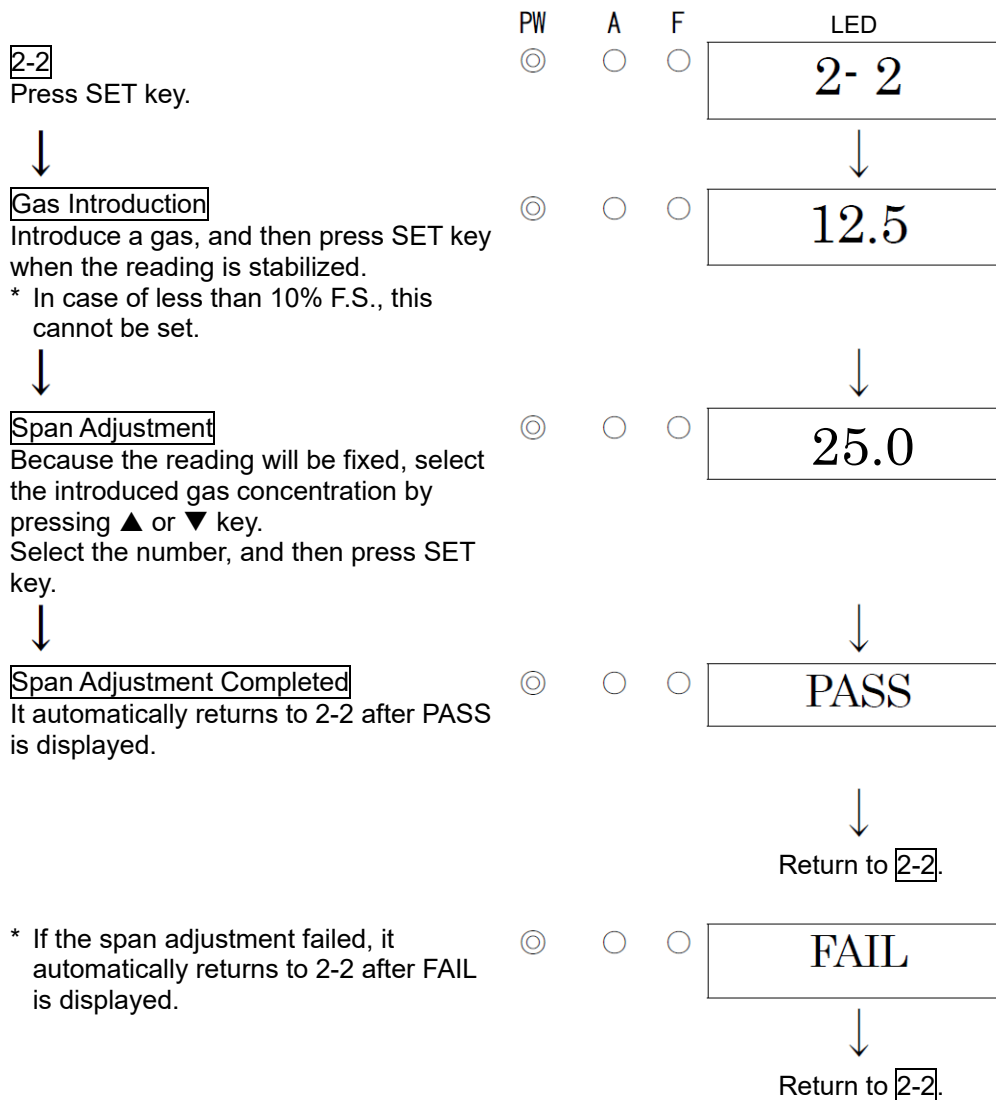 PW A F LED
2-2
2- 2
Press SET key.
Gas Introduction
12.5
Introduce a gas, and then press SET key
when the reading is stabilized.
* In case of less than 10% F.S., this
cannot be set.
Span Adjustment
25.0
Because the reading will be fixed, select
the introduced gas concentration by
pressing ▲ or ▼ key.
Select the number, and then press SET
key.
Span Adjustment Completed
PASS
It automatically returns to 2-2 after PASS
is displayed.
Return to 2-2.
* If the span adjustment failed, it
automatically returns to 2-2 after FAIL
is displayed.
FAIL
Return to 2-2.